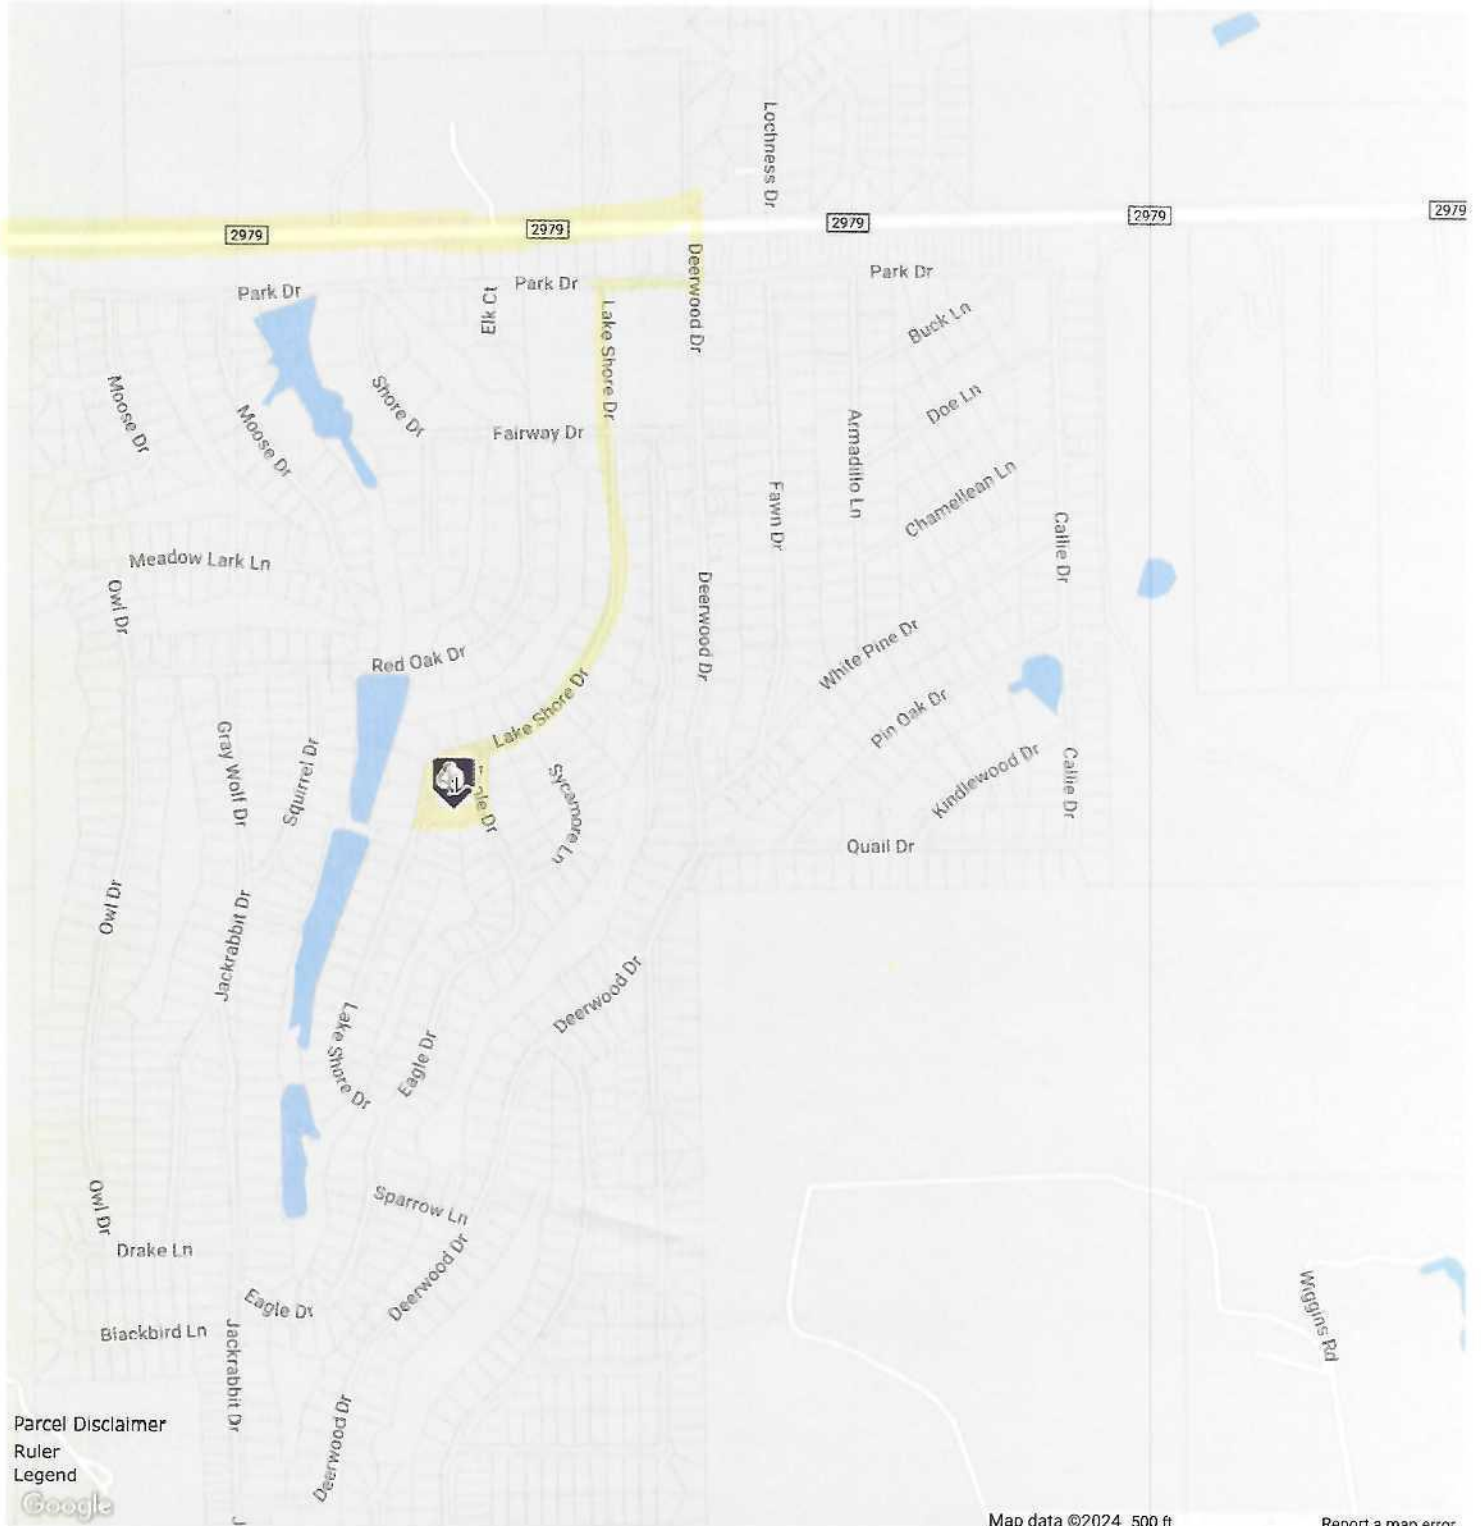 Lochness Dr
2979
2979
2979
2979
2979
Deerwood Dr
Park Dr
Park Dr
Park Dr
Elk Ct
Lake Shore Dr
Buck Ln
Moose Dr
Moose Dr
Shore Dr
Fairway Dr
Doe Ln
Armadillo Ln
Chamellean Ln
Fawn Dr
Callie Dr
Meadow Lark Ln
Owl Dr
Deerwood Dr
Red Oak Dr
White Pine Dr
Lake Shore Dr
Pin Oak Dr
Gray Wolf Dr
Squirrel Dr
Sycamore Ln
Kindlewood Dr
Callie Dr
gle Dr
Quail Dr
Owl Dr
Jackrabbit Dr
Deerwood Dr
Lake Shore Dr
Eagle Dr
Sparrow Ln
Owl Dr
Drake Ln
Deerwood Dr
Eagle Dr
Blackbird Ln
Jackrabbit Dr
Wiggins Rd
Deerwood Dr
Parcel Disclaimer
Ruler
Legend
Google
Map data ©2024 500 ft
Report a map error